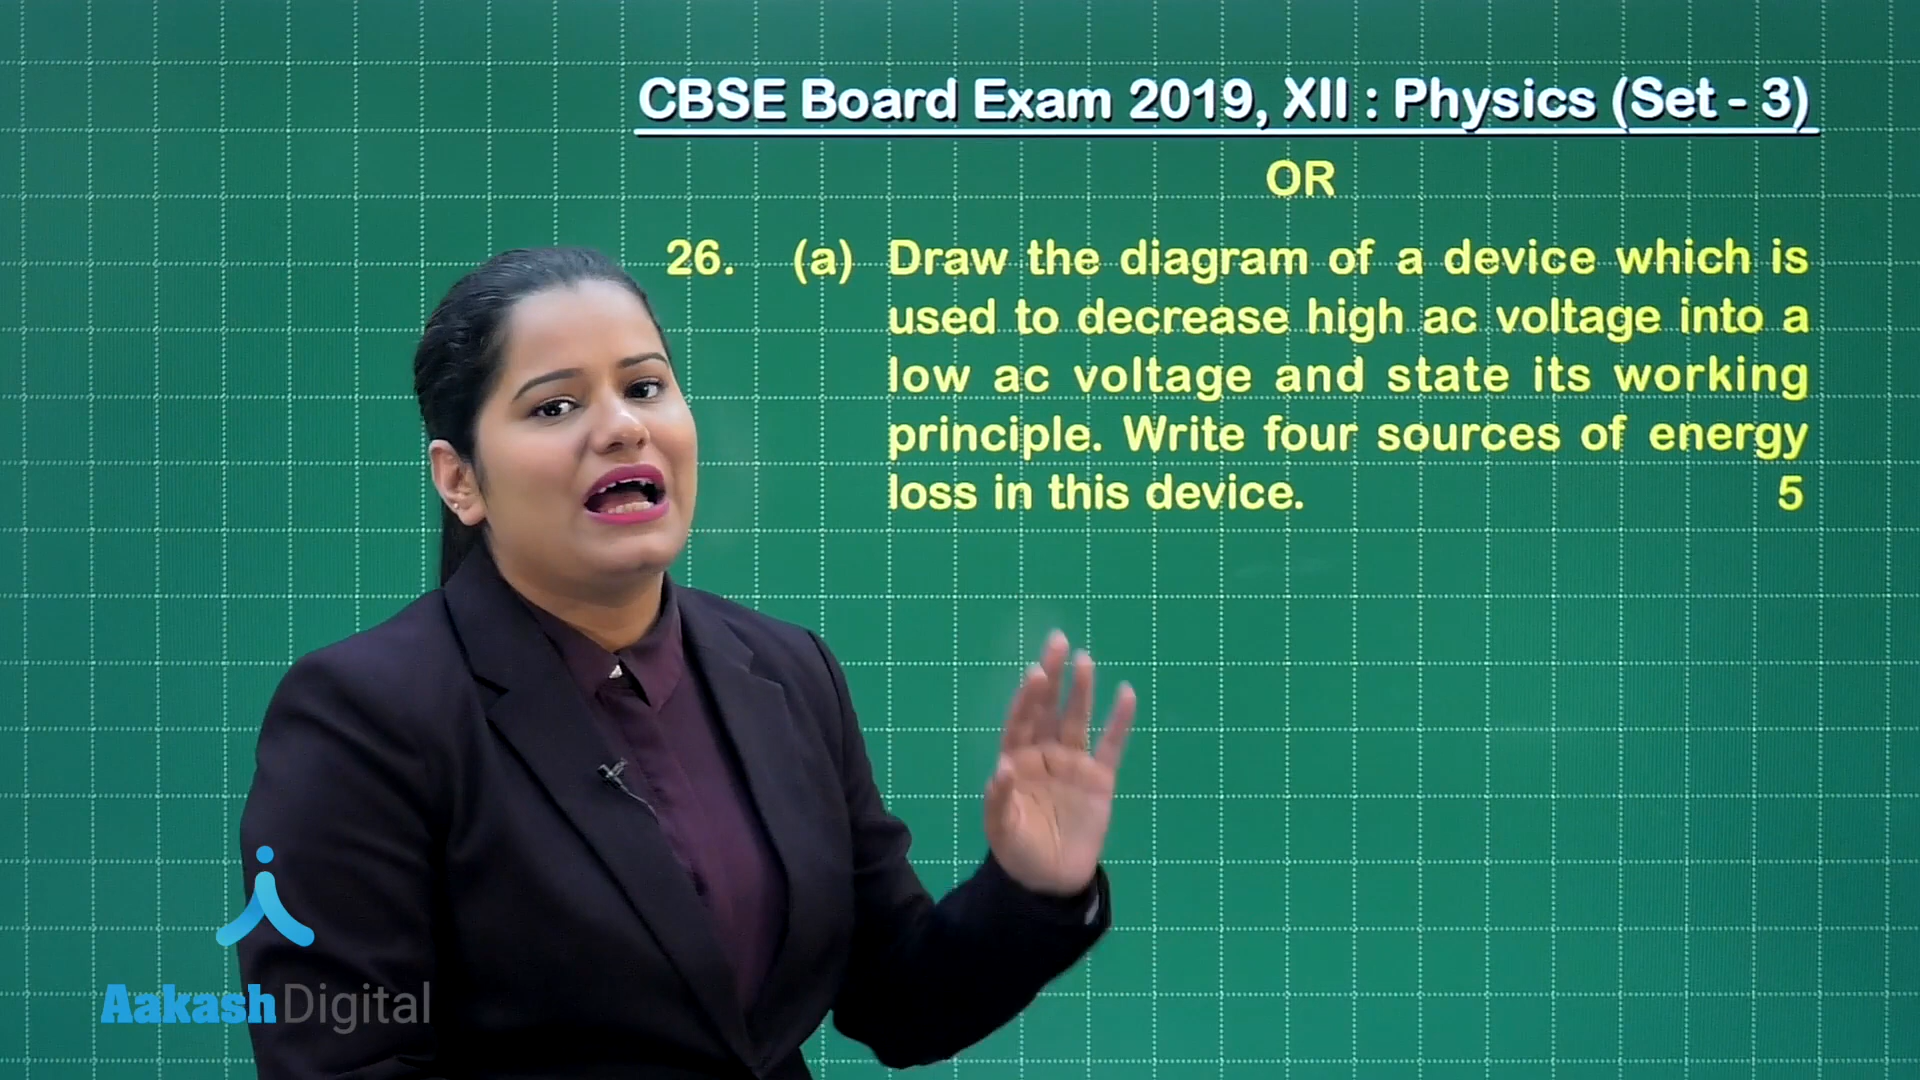 CBSE Board Exam 2019, XII : Physics (Set - 3)
OR
26. (a) Draw the diagram of a device which is
used to decrease high ac voltage into a
low ac voltage and state its working
principle. Write four sources of energy
loss in this device. 5
Aakash Digital